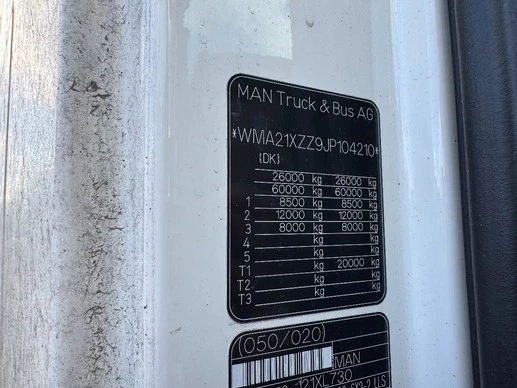 MAN Truck & Bus AG
*WMA21XZZ9JP104210*
(DK)
26000 kg 26000 kg
60000 kg 60000 kg
1 8500 kg 8500 kg
2 12000 kg 12000 kg
3 8000 kg 8000 kg
4 kg kg
5 kg kg
T1 kg 20000 kg
T2 kg kg
T3 kg kg
(050/020)
MAN
121XL730